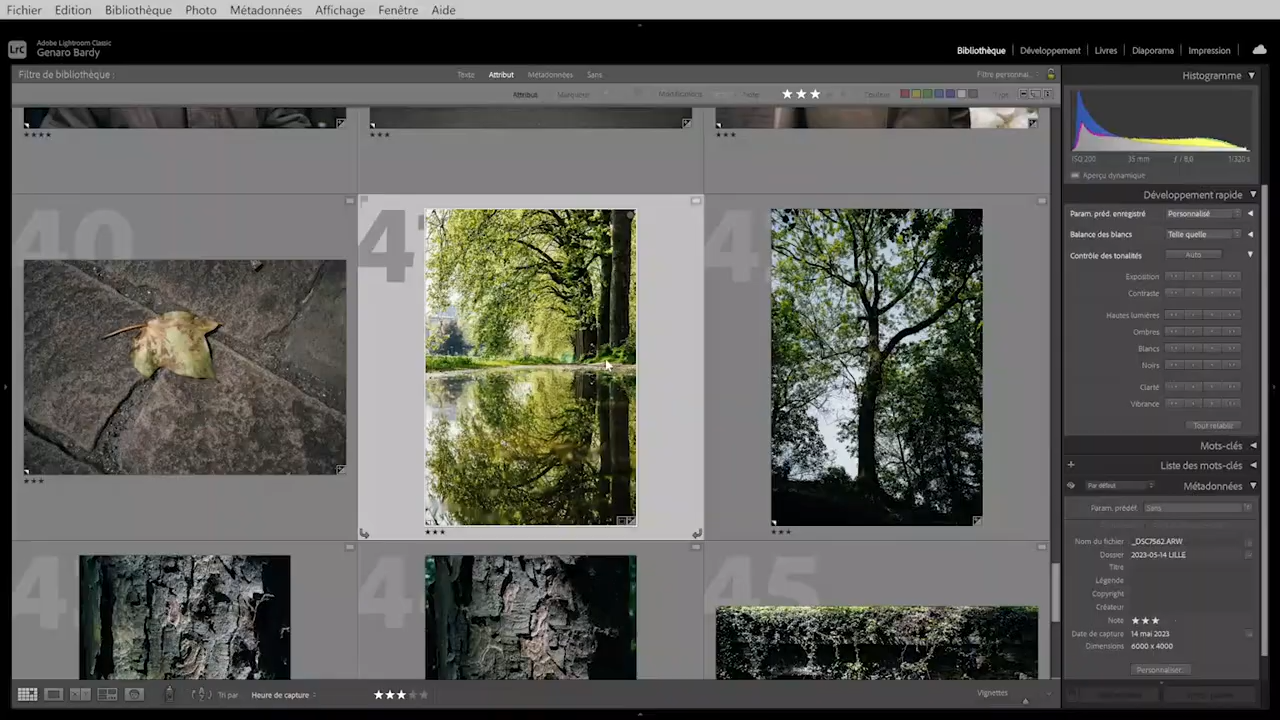 Fichier Edition Bibliothèque Photo Métadonnées Affichage Fenêtre Aide
LrC
Adobe Lightroom Classic
Genaro Bardy
Bibliothèque | Développement | Livres | Diaporama | Impression |
Filtre de bibliothèque :
Texte Attribut Métadonnées Sans
Filtre personnal...
Attribut
Histogramme
ISO 200 35 mm ƒ / 8,0 1/320 s
Aperçu dynamique
Développement rapide
Param. préd. enregistré Personnalisé
Balance des blancs Telle quelle
Contrôle des tonalités Auto
Exposition
Contraste
Hautes lumières
Ombres
Blancs
Noirs
Clarté
Vibrance
Tout rétablir
Mots-clés
+ Liste des mots-clés
Par défaut Métadonnées
Param. prédéf. Sans
Nom du fichier _DSC7562.ARW
Dossier 2023-05-14 LILLE
Titre
Légende
Copyright
Créateur
Note ★★★
Date de capture 14 mai 2023
Dimensions 6000 x 4000
Personnaliser...
40
45
Tri par Heure de capture
Vignettes